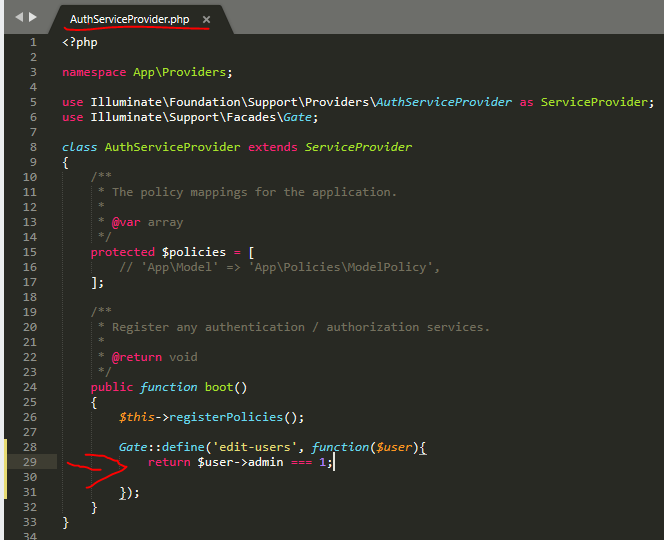 AuthServiceProvider.php ×
1 <?php
2
3 namespace App\Providers;
4
5 use Illuminate\Foundation\Support\Providers\AuthServiceProvider as ServiceProvider;
6 use Illuminate\Support\Facades\Gate;
7
8 class AuthServiceProvider extends ServiceProvider
9 {
10     /**
11      * The policy mappings for the application.
12      *
13      * @var array
14      */
15     protected $policies = [
16         // 'App\Model' => 'App\Policies\ModelPolicy',
17     ];
18
19     /**
20      * Register any authentication / authorization services.
21      *
22      * @return void
23      */
24     public function boot()
25     {
26         $this->registerPolicies();
27
28         Gate::define('edit-users', function($user){
29             return $user->admin === 1;
30
31         });
32     }
33 }
34